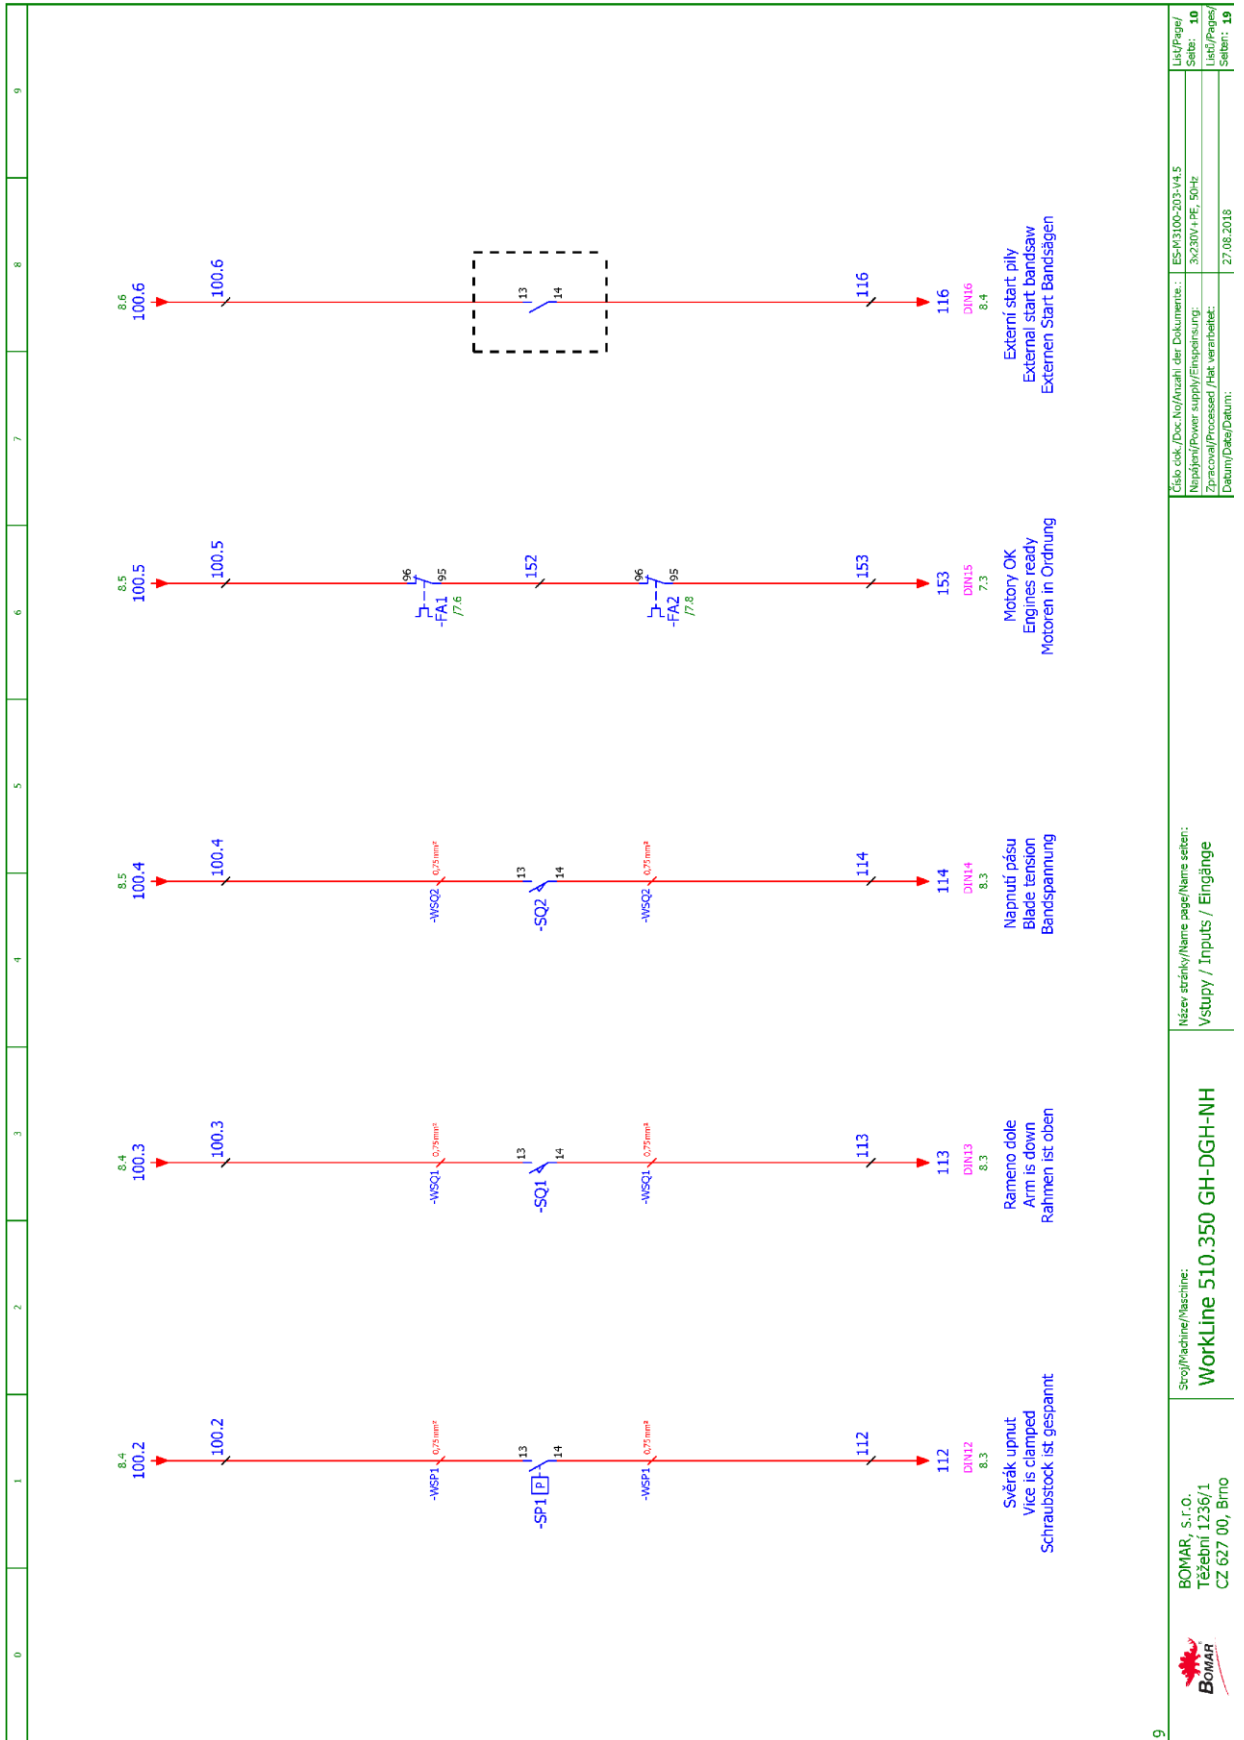 0
1
2
3
4
5
6
7
8
9
8.4
100.2
100.2
-WSP1
0,75mm²
13
-SP1
P
14
-WSP1
0,75mm²
112
112
DIN12
8.3
Svěrák upnut
Vice is clamped
Schraubstock ist gespannt
8.4
100.3
100.3
-WSQ1
0,75mm²
13
-SQ1
14
-WSQ1
0,75mm²
113
113
DIN13
8.3
Rameno dole
Arm is down
Rahmen ist oben
8.5
100.4
100.4
-WSQ2
0,75mm²
13
-SQ2
14
-WSQ2
0,75mm²
114
114
DIN14
8.3
Napnutí pásu
Blade tension
Bandspannung
8.5
100.5
100.5
96
-FA1
95
/7.6
152
96
-FA2
95
/7.8
153
153
DIN15
7.3
Motory OK
Engines ready
Motoren in Ordnung
8.6
100.6
100.6
13
14
116
116
DIN16
8.4
Externí start pily
External start bandsaw
Externen Start Bandsägen
9
BOMAR
BOMAR, s.r.o.
Těžební 1236/1
CZ 627 00, Brno
Stroj/Machine/Maschine:
WorkLine 510.350 GH-DGH-NH
Název stránky/Name page/Name seiten:
Vstupy / Inputs / Eingänge
Číslo dok./Doc.No/Anzahl der Dokumente.: ES-M3100-203-V4.5
Napájení/Power supply/Einspeisung: 3x230V+PE, 50Hz
Zpracoval/Processed /Hat verarbeitet:
Datum/Date/Datum: 27.08.2018
List/Page/
Seite: 10
Listů/Pages/
Seiten: 19